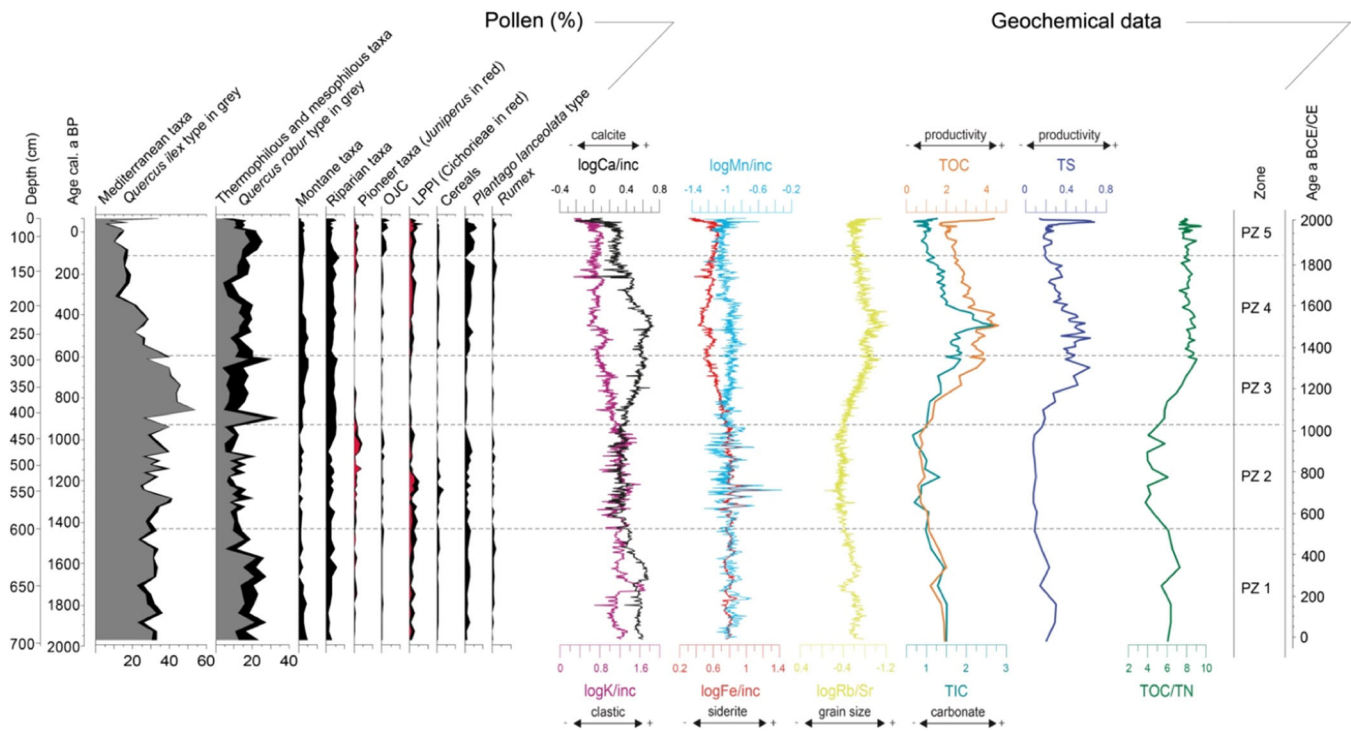 Pollen (%)
Geochemical data
Depth (cm)
Age cal. a BP
Mediterranean taxa
Quercus ilex type in grey
Thermophilous and mesophilous taxa
Quercus robur type in grey
Montane taxa
Riparian taxa
Pioneer taxa (Juniperus in red)
OJC
LPPI (Cichorieae in red)
Cereals
Plantago lanceolata type
Rumex
Zone
Age a BCE/CE
- calcite +
logCa/inc
-0.4 0 0.4 0.8
logMn/inc
-1.4 -1 -0.6 -0.2
- productivity +
TOC
0 2 4
- productivity +
TS
0 0.4 0.8
0
100
150
200
250
300
350
400
450
500
550
600
650
700
0
200
400
600
800
1000
1200
1400
1600
1800
2000
PZ 5
PZ 4
PZ 3
PZ 2
PZ 1
2000
1800
1600
1400
1200
1000
800
600
400
200
0
20 40 60
20 40
0 0.8 1.6
logK/inc
- clastic +
0.2 0.6 1.4
logFe/inc
- siderite +
0.4 -0.4 -1.2
logRb/Sr
- grain size +
1 2 3
TIC
- carbonate +
2 4 6 8 10
TOC/TN